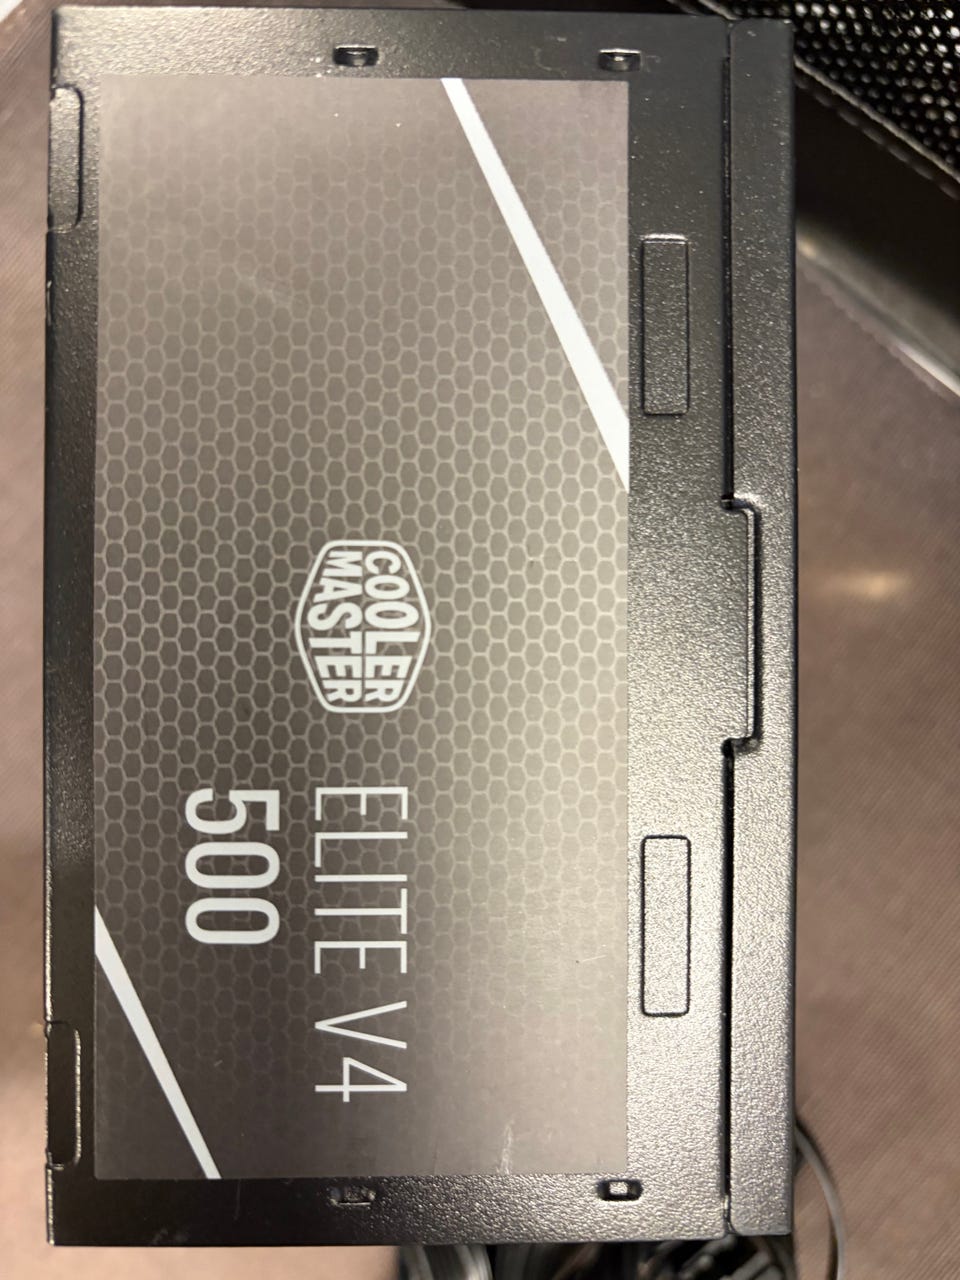 COOLER
MASTER
ELITE V4
500